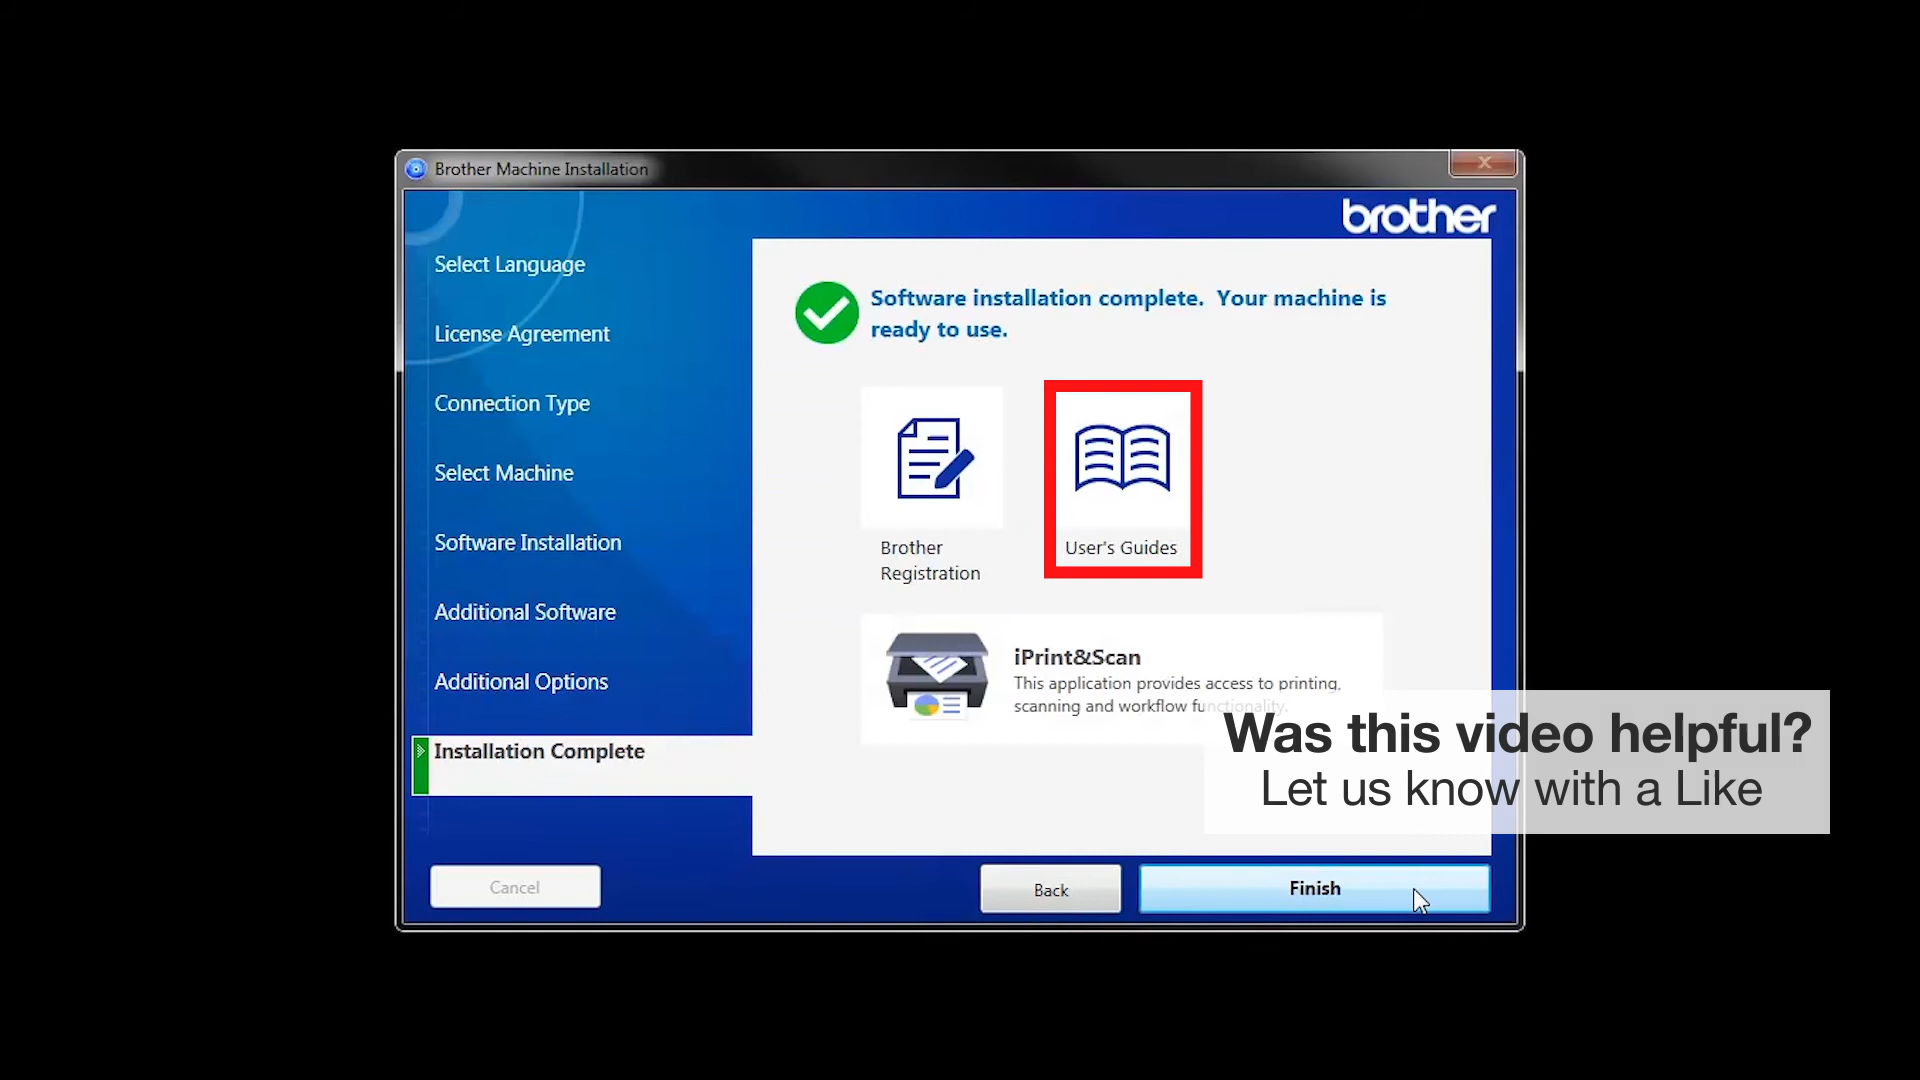 Brother Machine Installation
brother
Select Language
License Agreement
Connection Type
Select Machine
Software Installation
Additional Software
Additional Options
Installation Complete
Software installation complete. Your machine is
ready to use.
Brother
Registration
User's Guides
iPrint&Scan
This application provides access to printing,
scanning and workflow functionality.
Was this video helpful?
Let us know with a Like
Cancel
Back
Finish